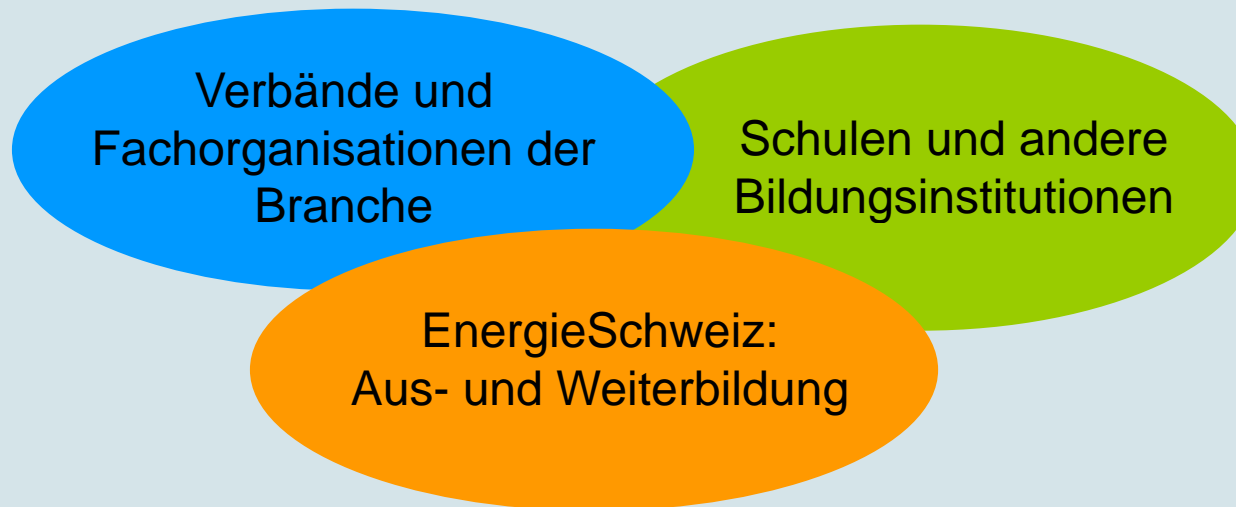 Verbände und
Fachorganisationen der
Branche
Schulen und andere
Bildungsinstitutionen
EnergieSchweiz:
Aus- und Weiterbildung